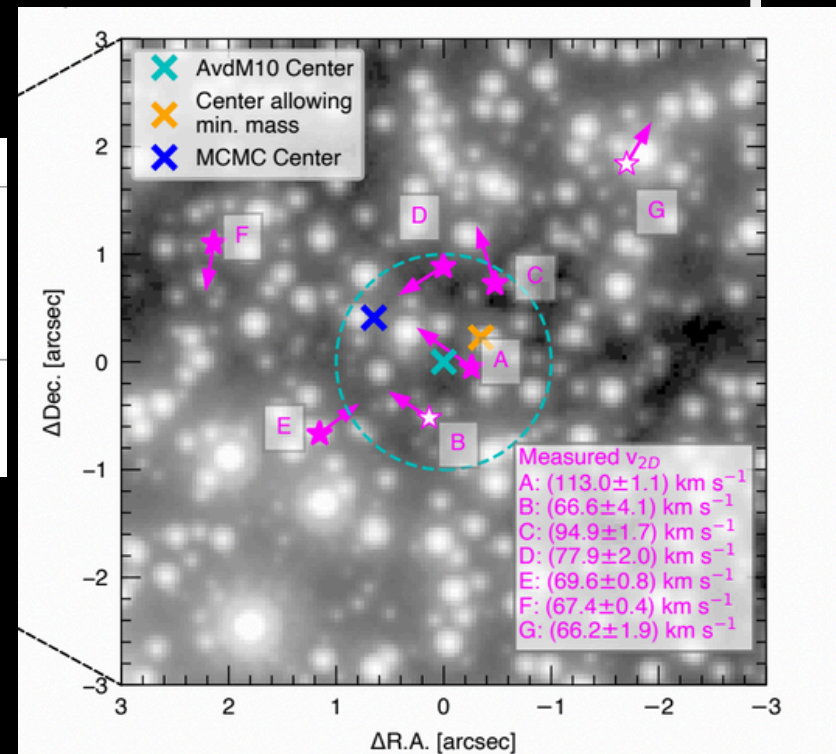 AvdM10 Center
Center allowing
min. mass
MCMC Center
3
2
1
0
−1
−2
−3
ΔDec. [arcsec]
D
G
F
C
A
E
B
Measured v2D
A: (113.0±1.1) km s−1
B: (66.6±4.1) km s−1
C: (94.9±1.7) km s−1
D: (77.9±2.0) km s−1
E: (69.6±0.8) km s−1
F: (67.4±0.4) km s−1
G: (66.2±1.9) km s−1
3 2 1 0 −1 −2 −3
ΔR.A. [arcsec]